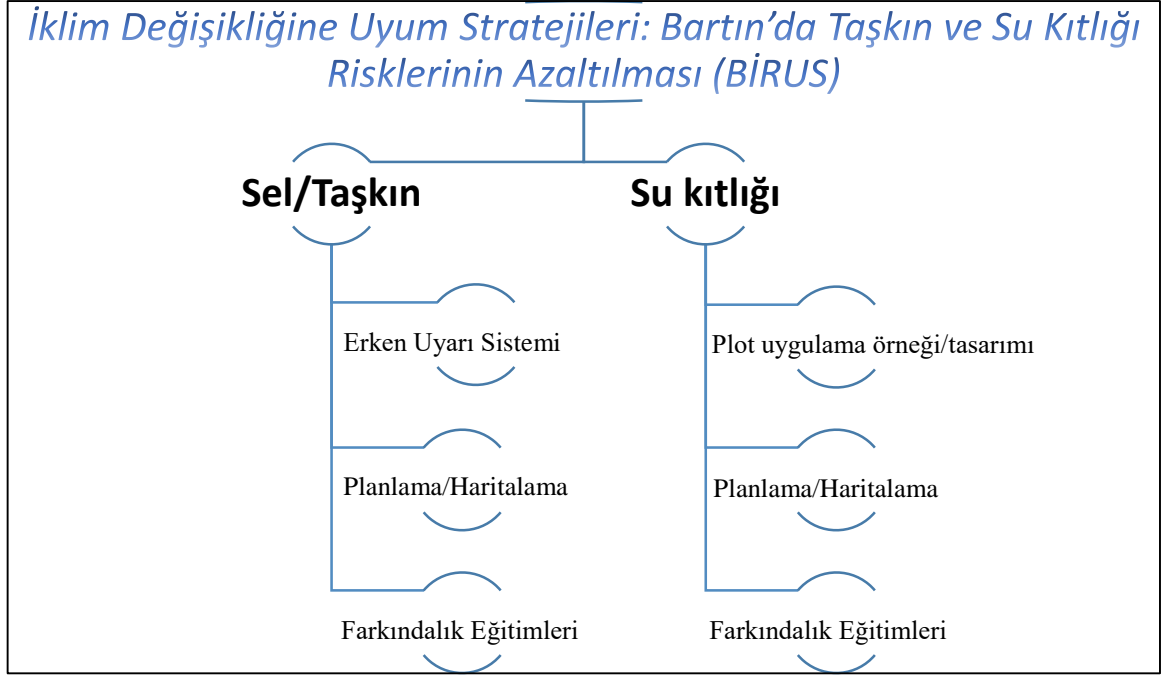 İklim Değişikliğine Uyum Stratejileri: Bartın’da Taşkın ve Su Kıtlığı
Risklerinin Azaltılması (BİRUS)
Sel/Taşkın
Erken Uyarı Sistemi
Planlama/Haritalama
Farkındalık Eğitimleri
Su kıtlığı
Plot uygulama örneği/tasarımı
Planlama/Haritalama
Farkındalık Eğitimleri